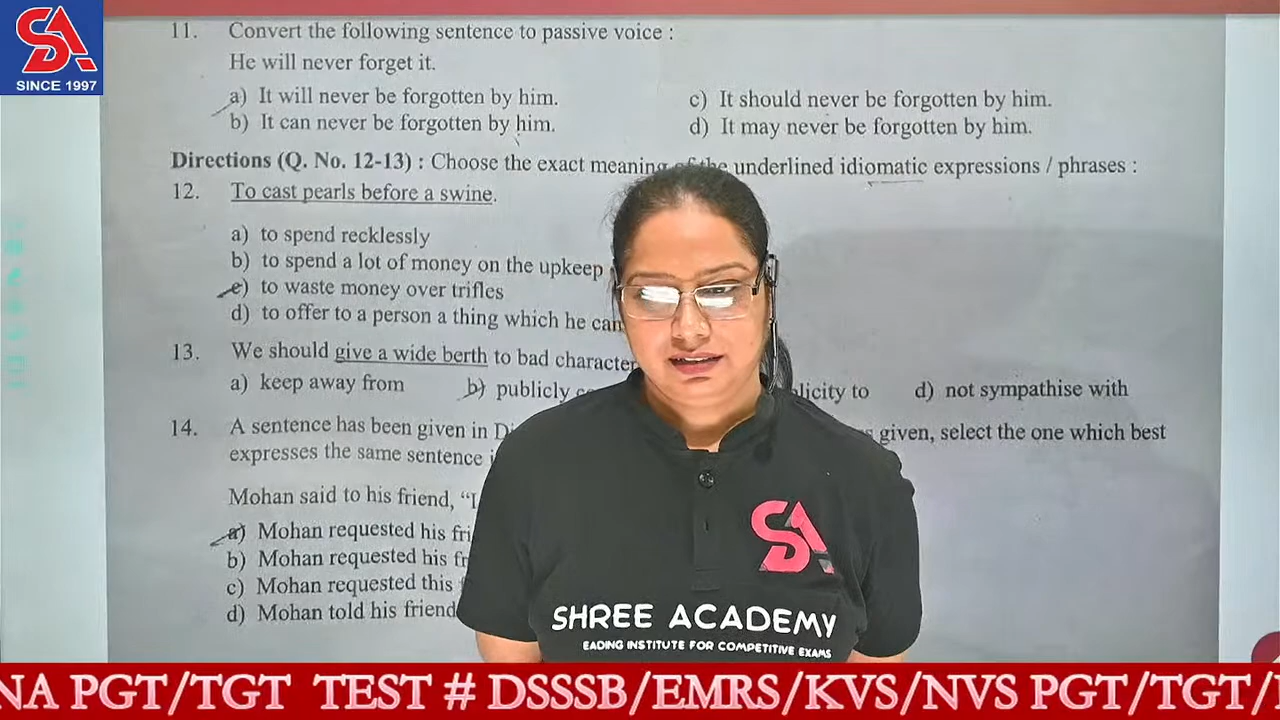 SA
SINCE 1997
11. Convert the following sentence to passive voice :
He will never forget it.
a) It will never be forgotten by him.
c) It should never be forgotten by him.
b) It can never be forgotten by him.
d) It may never be forgotten by him.
Directions (Q. No. 12-13) : Choose the exact meaning of the underlined idiomatic expressions / phrases :
12. To cast pearls before a swine.
a) to spend recklessly
b) to spend a lot of money on the upkeep
c) to waste money over trifles
d) to offer to a person a thing which he
13. We should give a wide berth to bad
a) keep away from b) publicly to d) not sympathise with
14. A sentence has been given in given, select the one which best
expresses the same sentence
Mohan said to his friend,
a) Mohan requested his
b) Mohan requested his
c) Mohan requested this
d) Mohan told his friend
SA
SHREE ACADEMY
EADING INSTITUTE FOR COMPETITIVE EXAMS
NA PGT/TGT TEST # DSSSB/EMRS/KVS/NVS PGT/TGT/